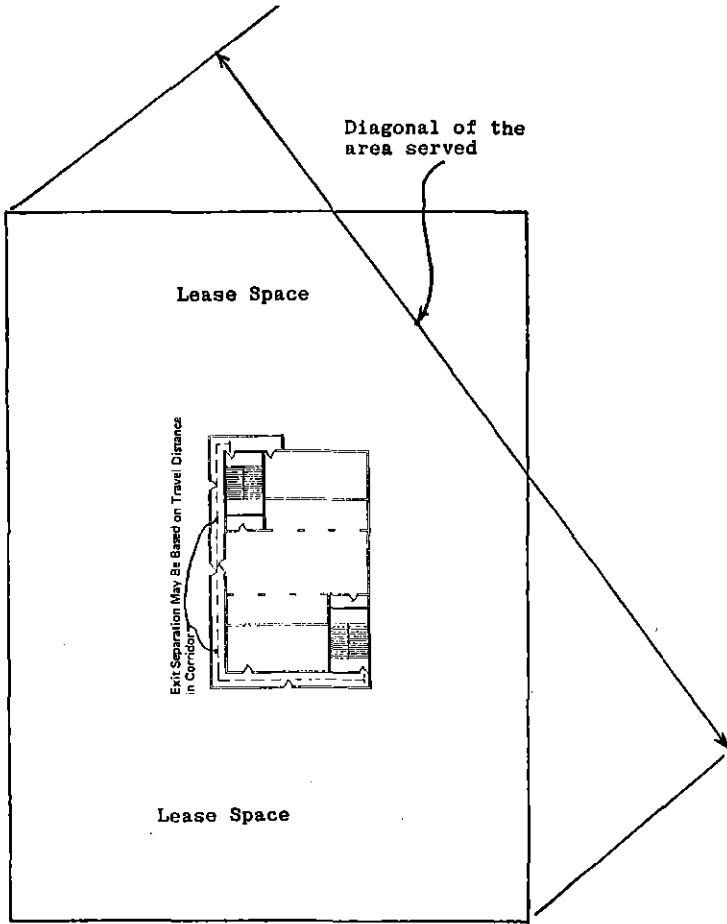 Diagonal of the
area served
Lease Space
Exit Separation May Be Based on Travel Distance
in Corridor
Lease Space